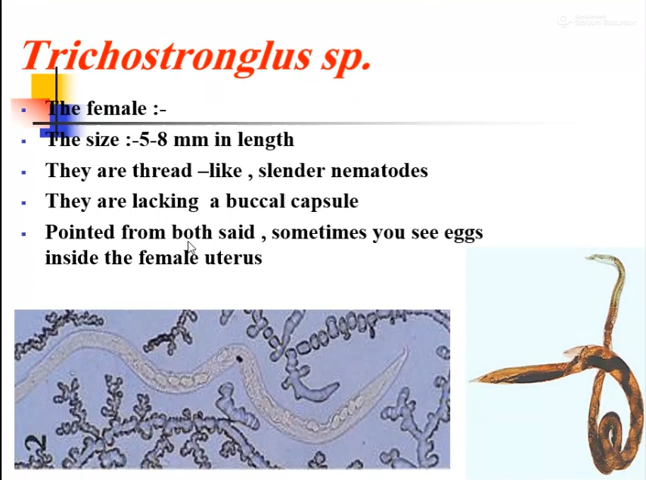 Trichostronglus sp.
The female :-
The size :-5-8 mm in length
They are thread –like , slender nematodes
They are lacking a buccal capsule
Pointed from both said , sometimes you see eggs
inside the female uterus
2